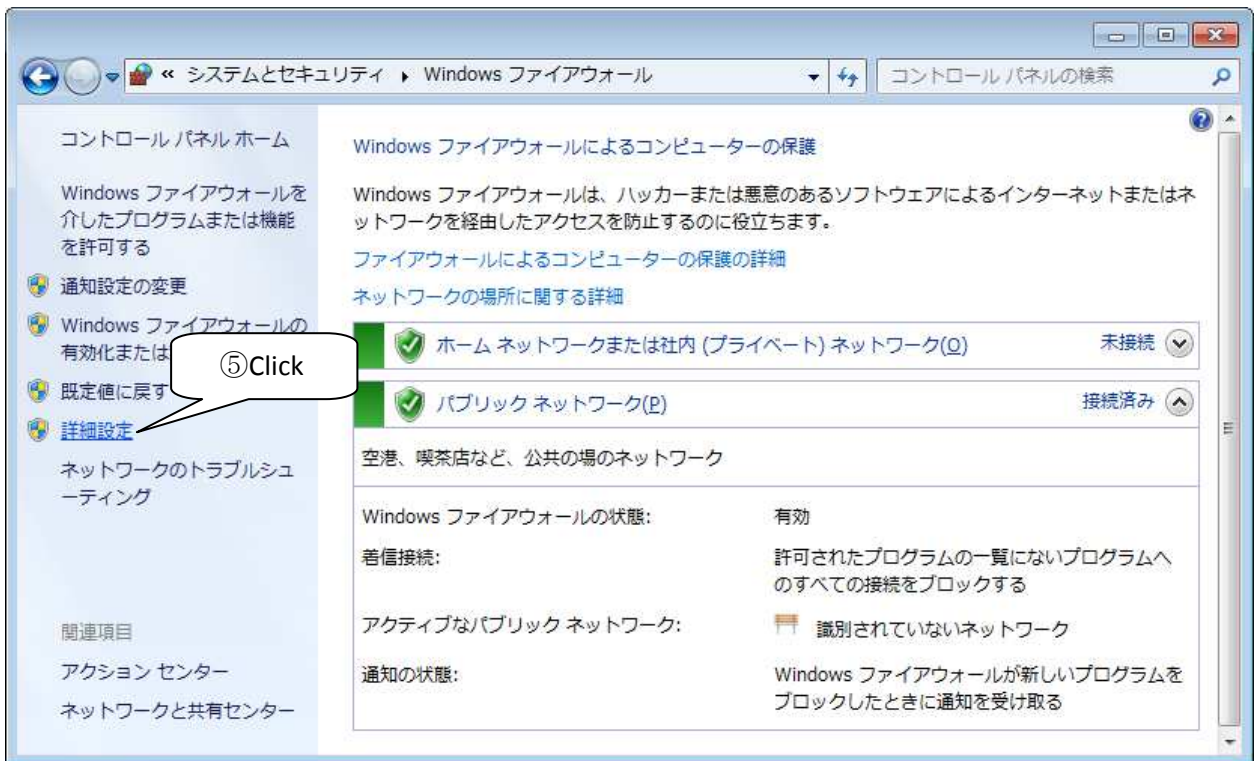 « システムとセキュリティ ▸ Windows ファイアウォール
コントロール パネルの検索
コントロール パネル ホーム
Windows ファイアウォールを
介したプログラムまたは機能
を許可する
通知設定の変更
Windows ファイアウォールの
有効化または
既定値に戻す
詳細設定
ネットワークのトラブルシュ
ーティング
⑤Click
関連項目
アクション センター
ネットワークと共有センター
Windows ファイアウォールによるコンピューターの保護
Windows ファイアウォールは、ハッカーまたは悪意のあるソフトウェアによるインターネットまたはネ
ットワークを経由したアクセスを防止するのに役立ちます。
ファイアウォールによるコンピューターの保護の詳細
ネットワークの場所に関する詳細
ホーム ネットワークまたは社内 (プライベート) ネットワーク(O) 未接続
パブリック ネットワーク(P) 接続済み
空港、喫茶店など、公共の場のネットワーク
Windows ファイアウォールの状態: 有効
着信接続: 許可されたプログラムの一覧にないプログラムへ
のすべての接続をブロックする
アクティブなパブリック ネットワーク: 識別されていないネットワーク
通知の状態: Windows ファイアウォールが新しいプログラムを
ブロックしたときに通知を受け取る